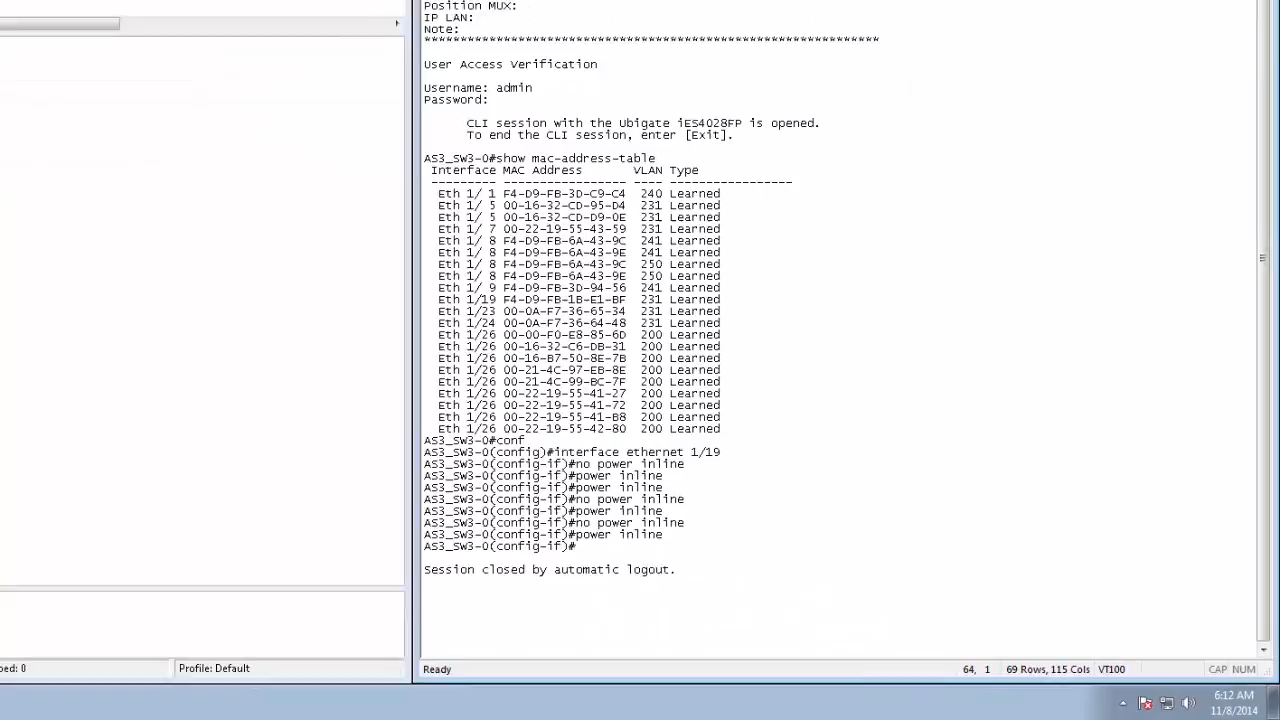 Position MUX:
IP LAN:
Note:
***************************************************************
User Access Verification
Username: admin
Password:
CLI session with the Ubigate iES4028FP is opened.
To end the CLI session, enter [Exit].
AS3_SW3-0#show mac-address-table
Interface MAC Address VLAN Type
--------- ----------------- ---- -----------------
Eth 1/ 1 F4-D9-FB-3D-C9-C4 240 Learned
Eth 1/ 5 00-16-32-CD-95-D4 231 Learned
Eth 1/ 5 00-16-32-CD-D9-0E 231 Learned
Eth 1/ 7 00-22-19-55-43-59 231 Learned
Eth 1/ 8 F4-D9-FB-6A-43-9C 241 Learned
Eth 1/ 8 F4-D9-FB-6A-43-9E 241 Learned
Eth 1/ 8 F4-D9-FB-6A-43-9C 250 Learned
Eth 1/ 8 F4-D9-FB-6A-43-9E 250 Learned
Eth 1/ 9 F4-D9-FB-3D-94-56 241 Learned
Eth 1/19 F4-D9-FB-1B-E1-BF 231 Learned
Eth 1/23 00-0A-F7-36-65-34 231 Learned
Eth 1/24 00-0A-F7-36-64-48 231 Learned
Eth 1/26 00-00-F0-E8-85-6D 200 Learned
Eth 1/26 00-16-32-C6-DB-31 200 Learned
Eth 1/26 00-16-B7-50-8E-7B 200 Learned
Eth 1/26 00-21-4C-97-EB-8E 200 Learned
Eth 1/26 00-21-4C-99-BC-7F 200 Learned
Eth 1/26 00-22-19-55-41-27 200 Learned
Eth 1/26 00-22-19-55-41-72 200 Learned
Eth 1/26 00-22-19-55-41-B8 200 Learned
Eth 1/26 00-22-19-55-42-80 200 Learned
AS3_SW3-0#conf
AS3_SW3-0(config)#interface ethernet 1/19
AS3_SW3-0(config-if)#no power inline
AS3_SW3-0(config-if)#power inline
AS3_SW3-0(config-if)#no power inline
AS3_SW3-0(config-if)#power inline
AS3_SW3-0(config-if)#no power inline
AS3_SW3-0(config-if)#power inline
AS3_SW3-0(config-if)#
Session closed by automatic logout.
ped: 0 Profile: Default
Ready 64, 1 69 Rows, 115 Cols VT100 CAP NUM
6:12 AM
11/8/2014